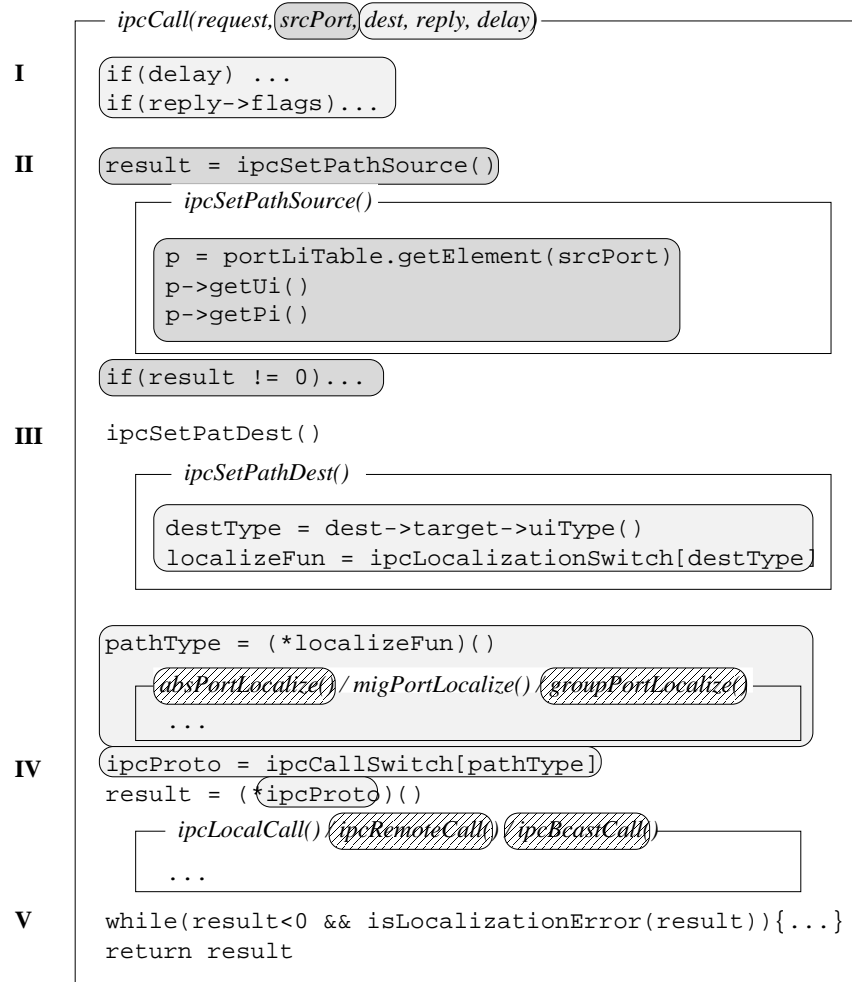 ipcCall(request, srcPort, dest, reply, delay)
I if(delay) ...
if(reply->flags)...
II result = ipcSetPathSource()
ipcSetPathSource()
p = portLiTable.getElement(srcPort)
p->getUi()
p->getPi()
if(result != 0)...
III ipcSetPatDest()
ipcSetPathDest()
destType = dest->target->uiType()
localizeFun = ipcLocalizationSwitch[destType]
pathType = (*localizeFun)()
absPortLocalize() / migPortLocalize() / groupPortLocalize()
...
IV ipcProto = ipcCallSwitch[pathType]
result = (*ipcProto)()
ipcLocalCall() / ipcRemoteCall() / ipcBcastCall()
...
V while(result<0 && isLocalizationError(result)){...}
return result